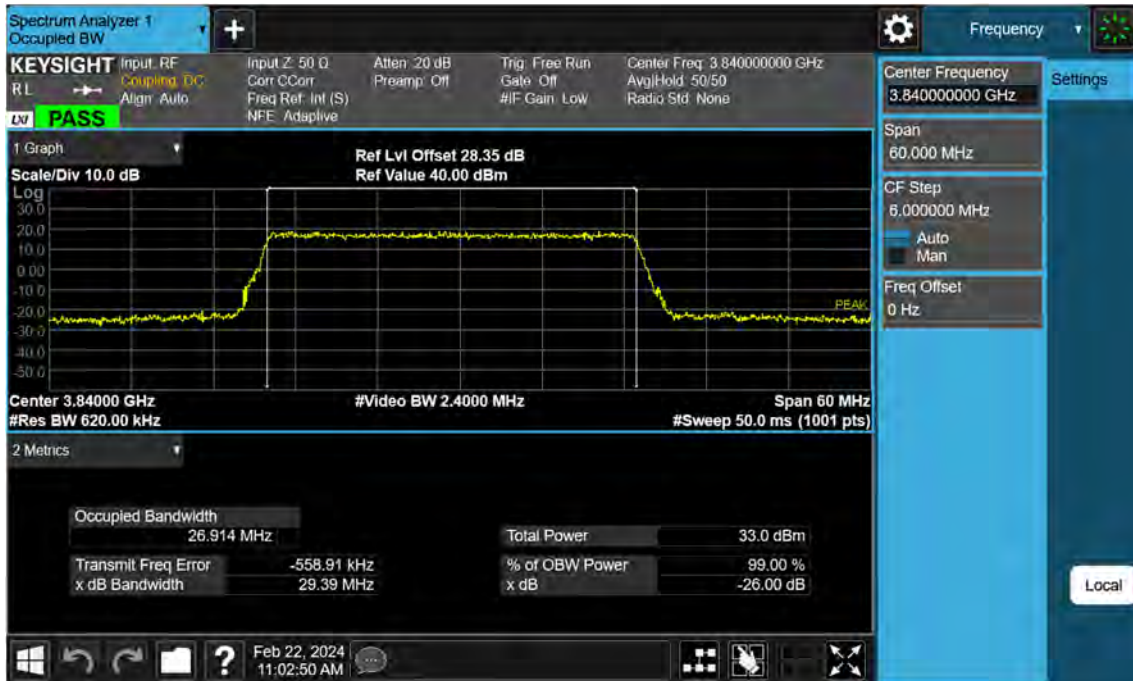 Spectrum Analyzer 1
Occupied BW
Frequency
KEYSIGHT
RL
LXI
PASS
Input: RF
Coupling: DC
Align: Auto
Input Z: 50 Ω
Corr CCorr
Freq Ref: Int (S)
NFE: Adaptive
Atten: 20 dB
Preamp: Off
Trig: Free Run
Gate: Off
#IF Gain: Low
Center Freq: 3.840000000 GHz
Avg|Hold: 50/50
Radio Std: None
Center Frequency
3.840000000 GHz
Settings
Span
60.000 MHz
CF Step
6.000000 MHz
Auto
Man
Freq Offset
0 Hz
1 Graph
Scale/Div 10.0 dB
Ref Lvl Offset 28.35 dB
Ref Value 40.00 dBm
Log
30.0
20.0
10.0
0.00
-10.0
-20.0
-30.0
-40.0
-50.0
PEAK
Center 3.84000 GHz
#Video BW 2.4000 MHz
Span 60 MHz
#Res BW 620.00 kHz
#Sweep 50.0 ms (1001 pts)
2 Metrics
Occupied Bandwidth
26.914 MHz
Total Power 33.0 dBm
Transmit Freq Error -558.91 kHz
% of OBW Power 99.00 %
x dB Bandwidth 29.39 MHz
x dB -26.00 dB
Local
?
Feb 22, 2024
11:02:50 AM